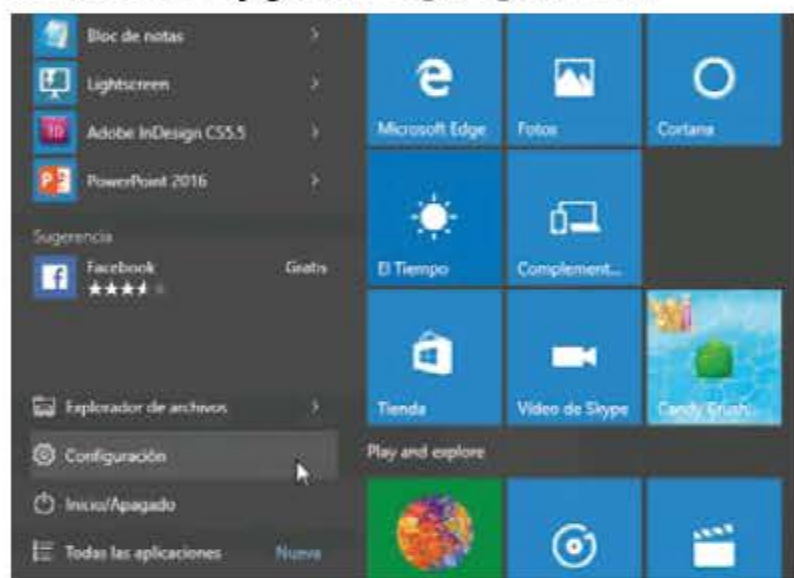 Bloc de notas
Lightscreen
Adobe InDesign CS5.5
PowerPoint 2016
Sugerencia
Facebook Gratis
Explorador de archivos
Configuración
Inicio/Apagado
Todas las aplicaciones Nueva
Microsoft Edge
Fotos
Cortana
El Tiempo
Complement...
Tienda
Vídeo de Skype
Candy Crush...
Play and explore